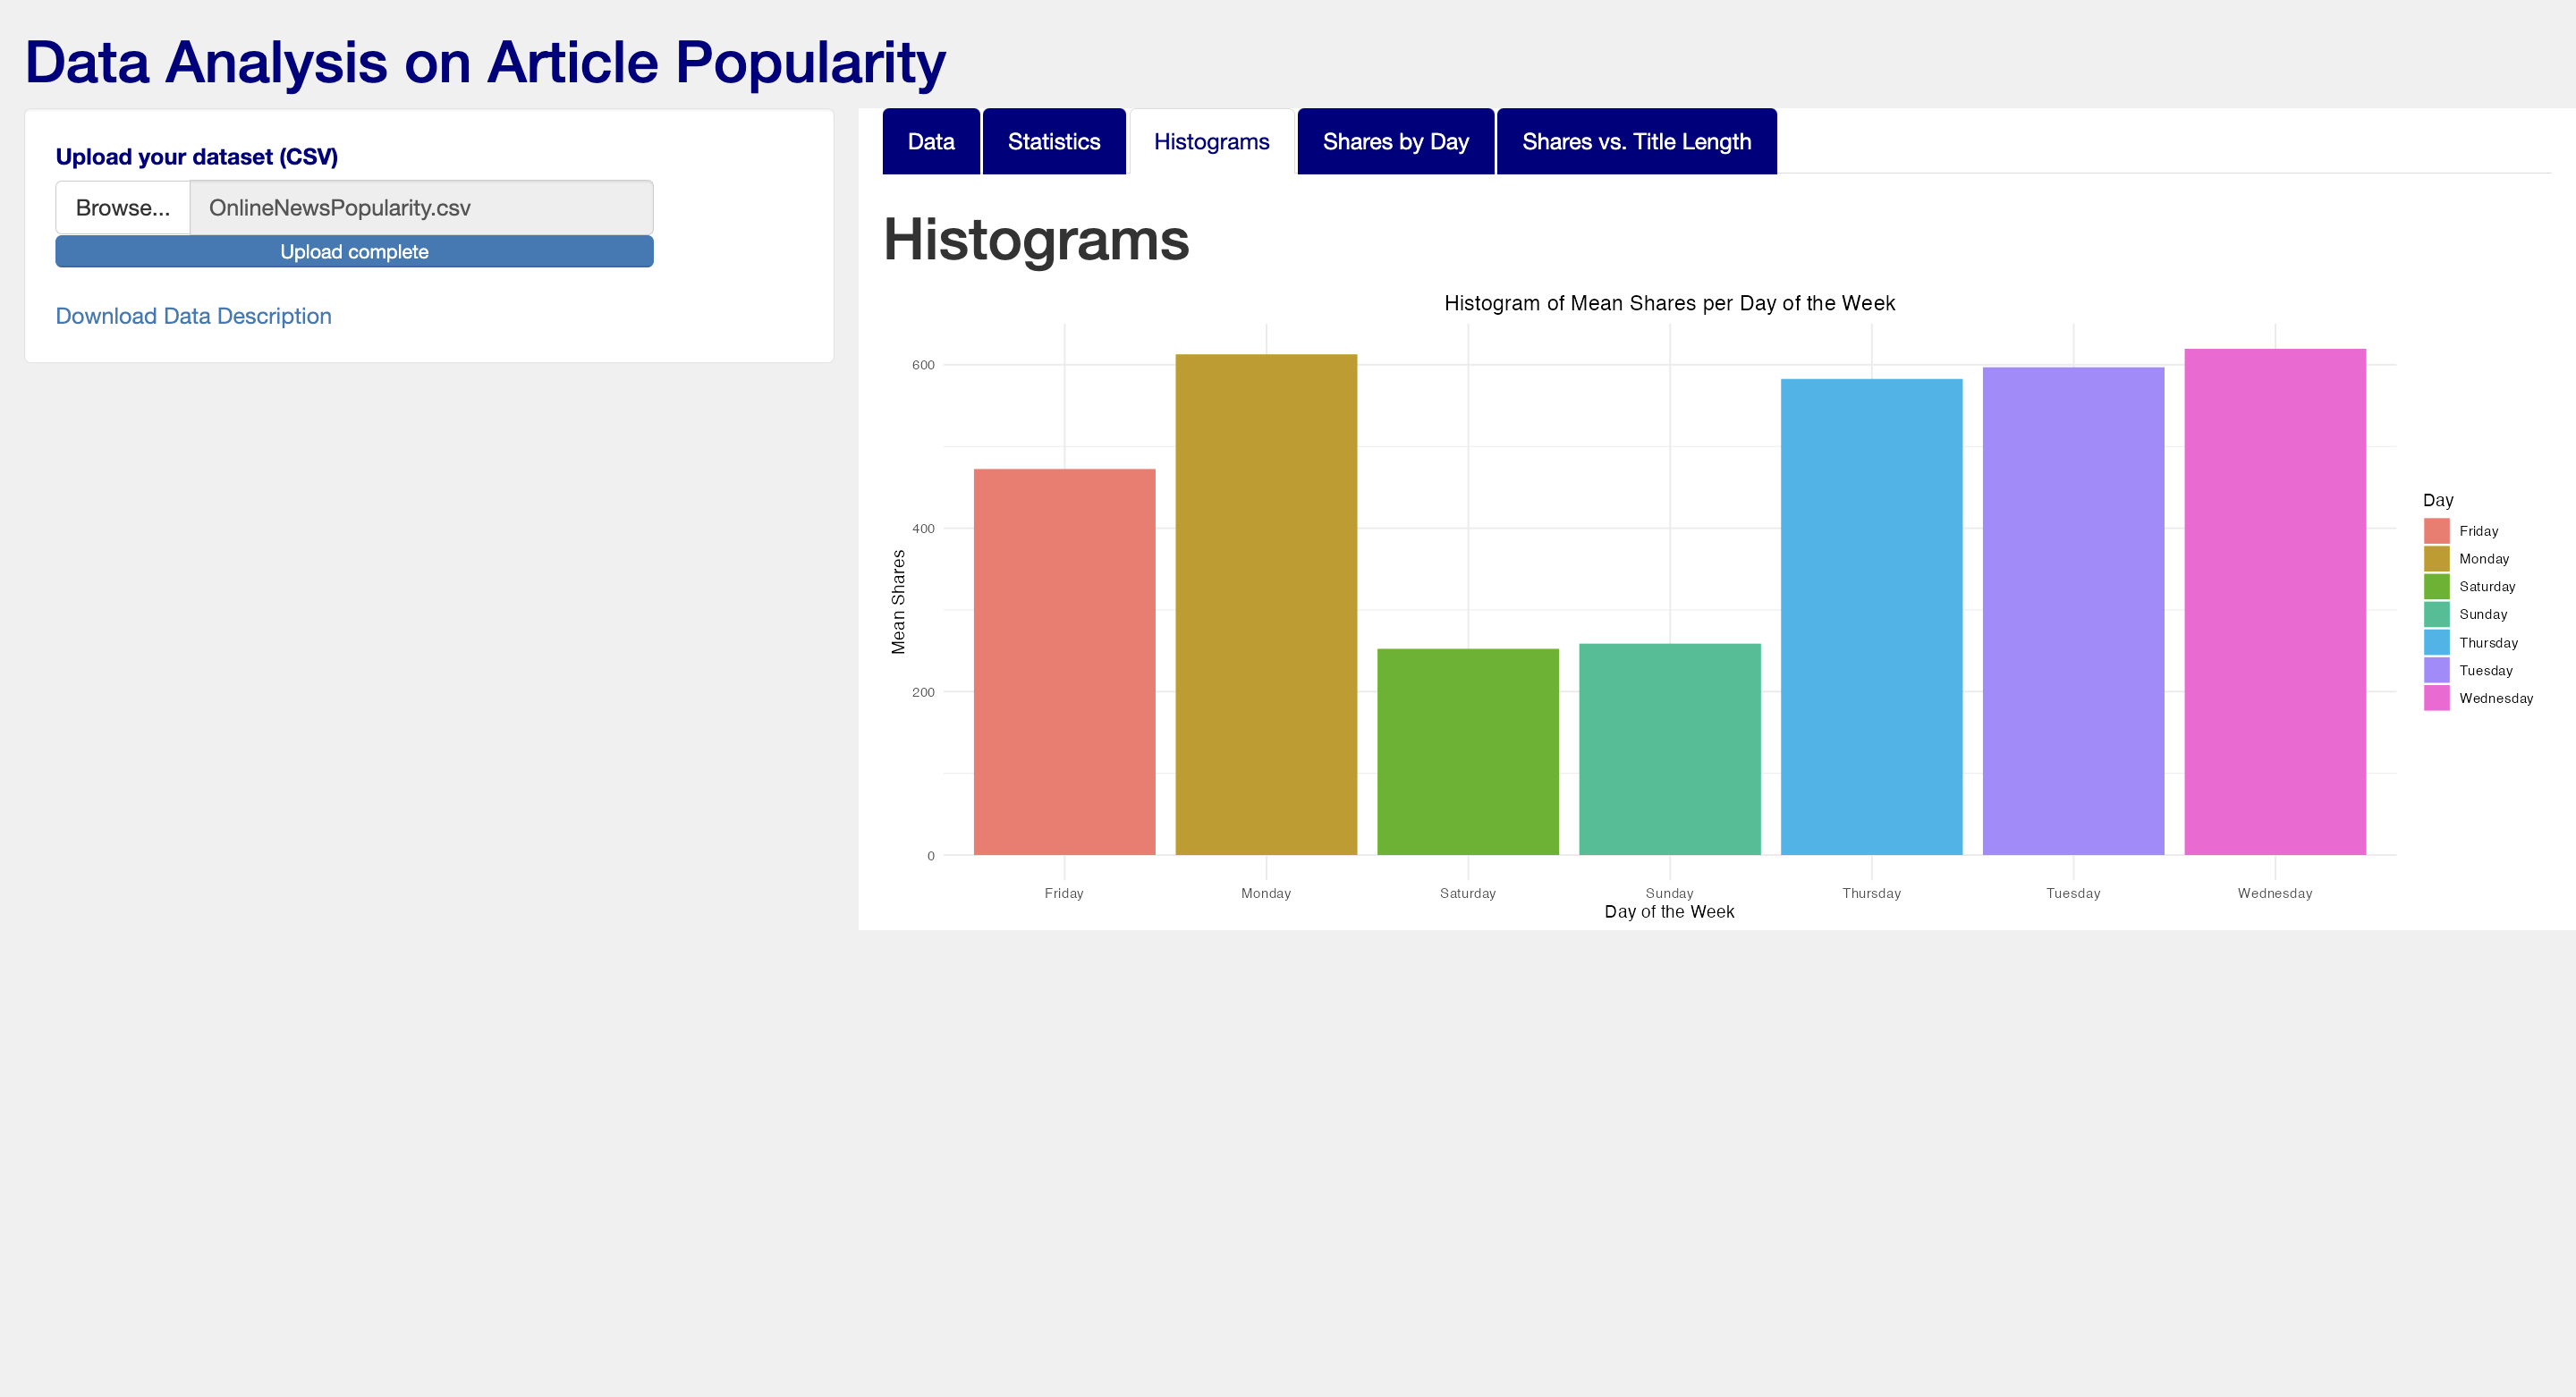 Data Analysis on Article Popularity
Upload your dataset (CSV)
Browse... OnlineNewsPopularity.csv
Upload complete
Download Data Description
Data Statistics Histograms Shares by Day Shares vs. Title Length
Histograms
Histogram of Mean Shares per Day of the Week
Mean Shares
600
400
200
0
Friday Monday Saturday Sunday Thursday Tuesday Wednesday
Day of the Week
Day
Friday
Monday
Saturday
Sunday
Thursday
Tuesday
Wednesday